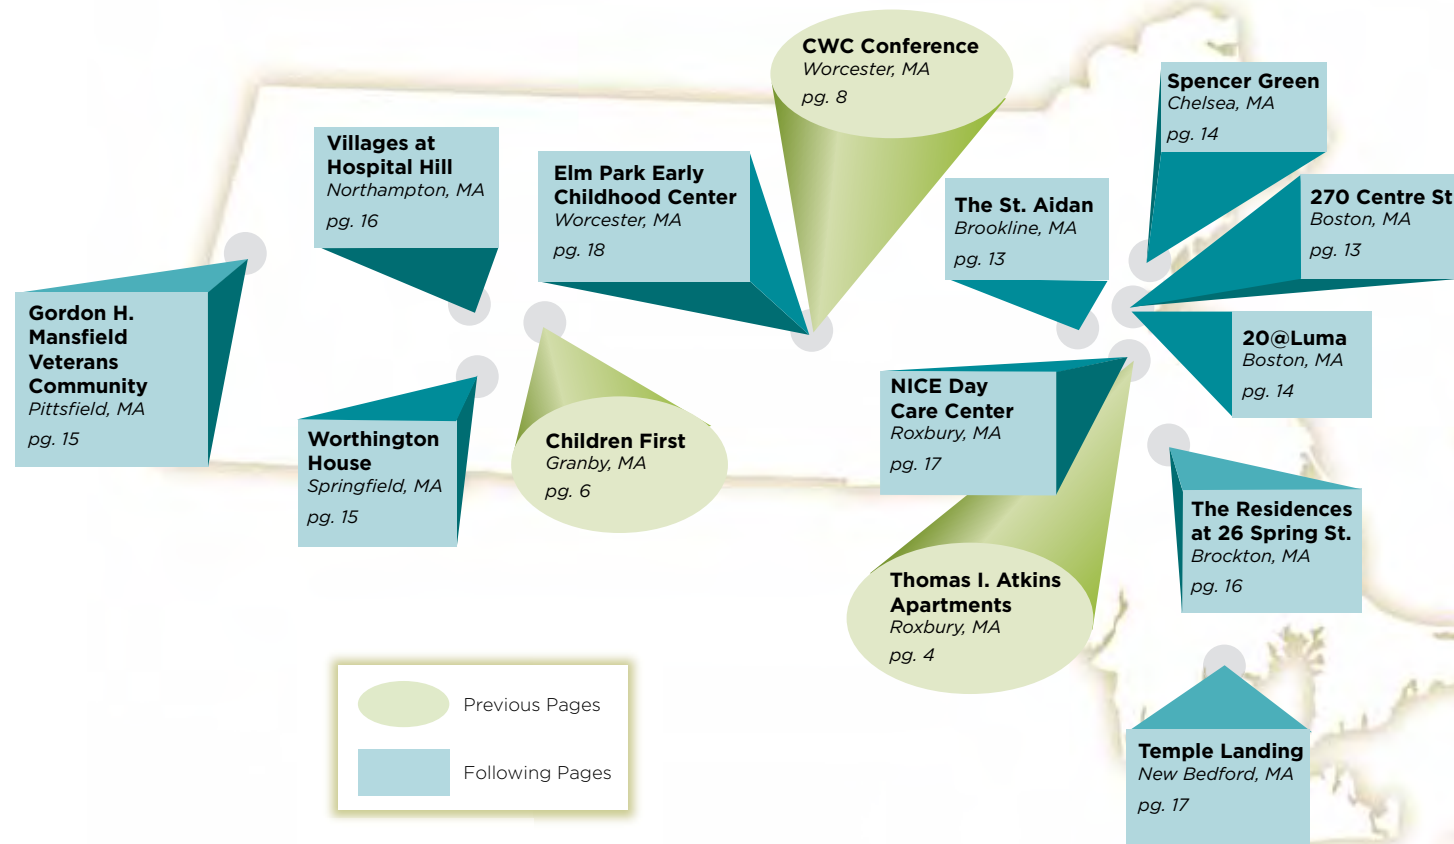 CWC Conference
Worcester, MA
pg. 8
Spencer Green
Chelsea, MA
pg. 14
Villages at
Hospital Hill
Northampton, MA
pg. 16
Elm Park Early
Childhood Center
Worcester, MA
pg. 18
The St. Aidan
Brookline, MA
pg. 13
270 Centre St
Boston, MA
pg. 13
Gordon H.
Mansfield
Veterans
Community
Pittsfield, MA
pg. 15
20@Luma
Boston, MA
pg. 14
Worthington
House
Springfield, MA
pg. 15
Children First
Granby, MA
pg. 6
NICE Day
Care Center
Roxbury, MA
pg. 17
The Residences
at 26 Spring St.
Brockton, MA
pg. 16
Thomas I. Atkins
Apartments
Roxbury, MA
pg. 4
Previous Pages
Following Pages
Temple Landing
New Bedford, MA
pg. 17